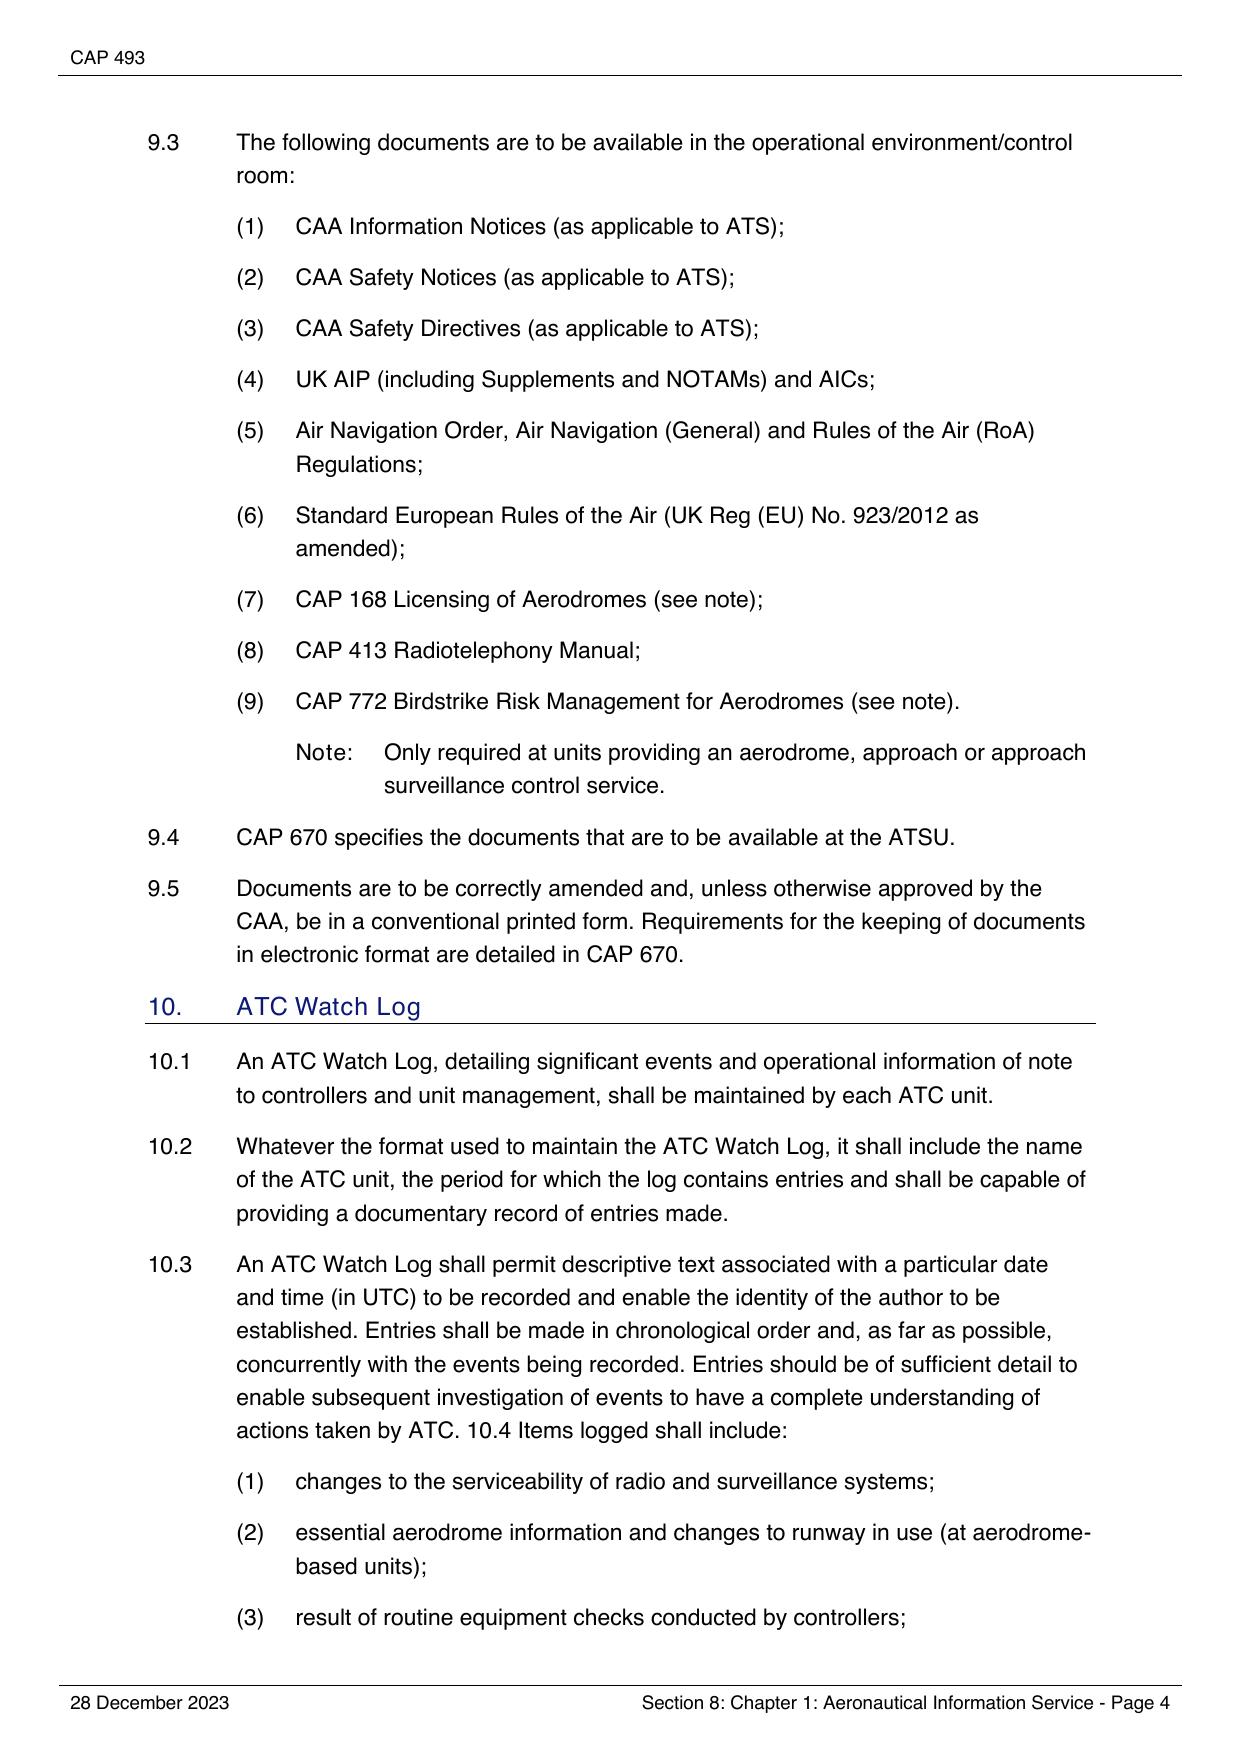 CAP 493
9.3 The following documents are to be available in the operational environment/control
room:
(1) CAA Information Notices (as applicable to ATS);
(2) CAA Safety Notices (as applicable to ATS);
(3) CAA Safety Directives (as applicable to ATS);
(4) UK AIP (including Supplements and NOTAMs) and AICs;
(5) Air Navigation Order, Air Navigation (General) and Rules of the Air (RoA)
Regulations;
(6) Standard European Rules of the Air (UK Reg (EU) No. 923/2012 as
amended);
(7) CAP 168 Licensing of Aerodromes (see note);
(8) CAP 413 Radiotelephony Manual;
(9) CAP 772 Birdstrike Risk Management for Aerodromes (see note).
Note: Only required at units providing an aerodrome, approach or approach
surveillance control service.
9.4 CAP 670 specifies the documents that are to be available at the ATSU.
9.5 Documents are to be correctly amended and, unless otherwise approved by the
CAA, be in a conventional printed form. Requirements for the keeping of documents
in electronic format are detailed in CAP 670.
10. ATC Watch Log
10.1 An ATC Watch Log, detailing significant events and operational information of note
to controllers and unit management, shall be maintained by each ATC unit.
10.2 Whatever the format used to maintain the ATC Watch Log, it shall include the name
of the ATC unit, the period for which the log contains entries and shall be capable of
providing a documentary record of entries made.
10.3 An ATC Watch Log shall permit descriptive text associated with a particular date
and time (in UTC) to be recorded and enable the identity of the author to be
established. Entries shall be made in chronological order and, as far as possible,
concurrently with the events being recorded. Entries should be of sufficient detail to
enable subsequent investigation of events to have a complete understanding of
actions taken by ATC. 10.4 Items logged shall include:
(1) changes to the serviceability of radio and surveillance systems;
(2) essential aerodrome information and changes to runway in use (at aerodrome-
based units);
(3) result of routine equipment checks conducted by controllers;
28 December 2023 Section 8: Chapter 1: Aeronautical Information Service - Page 4